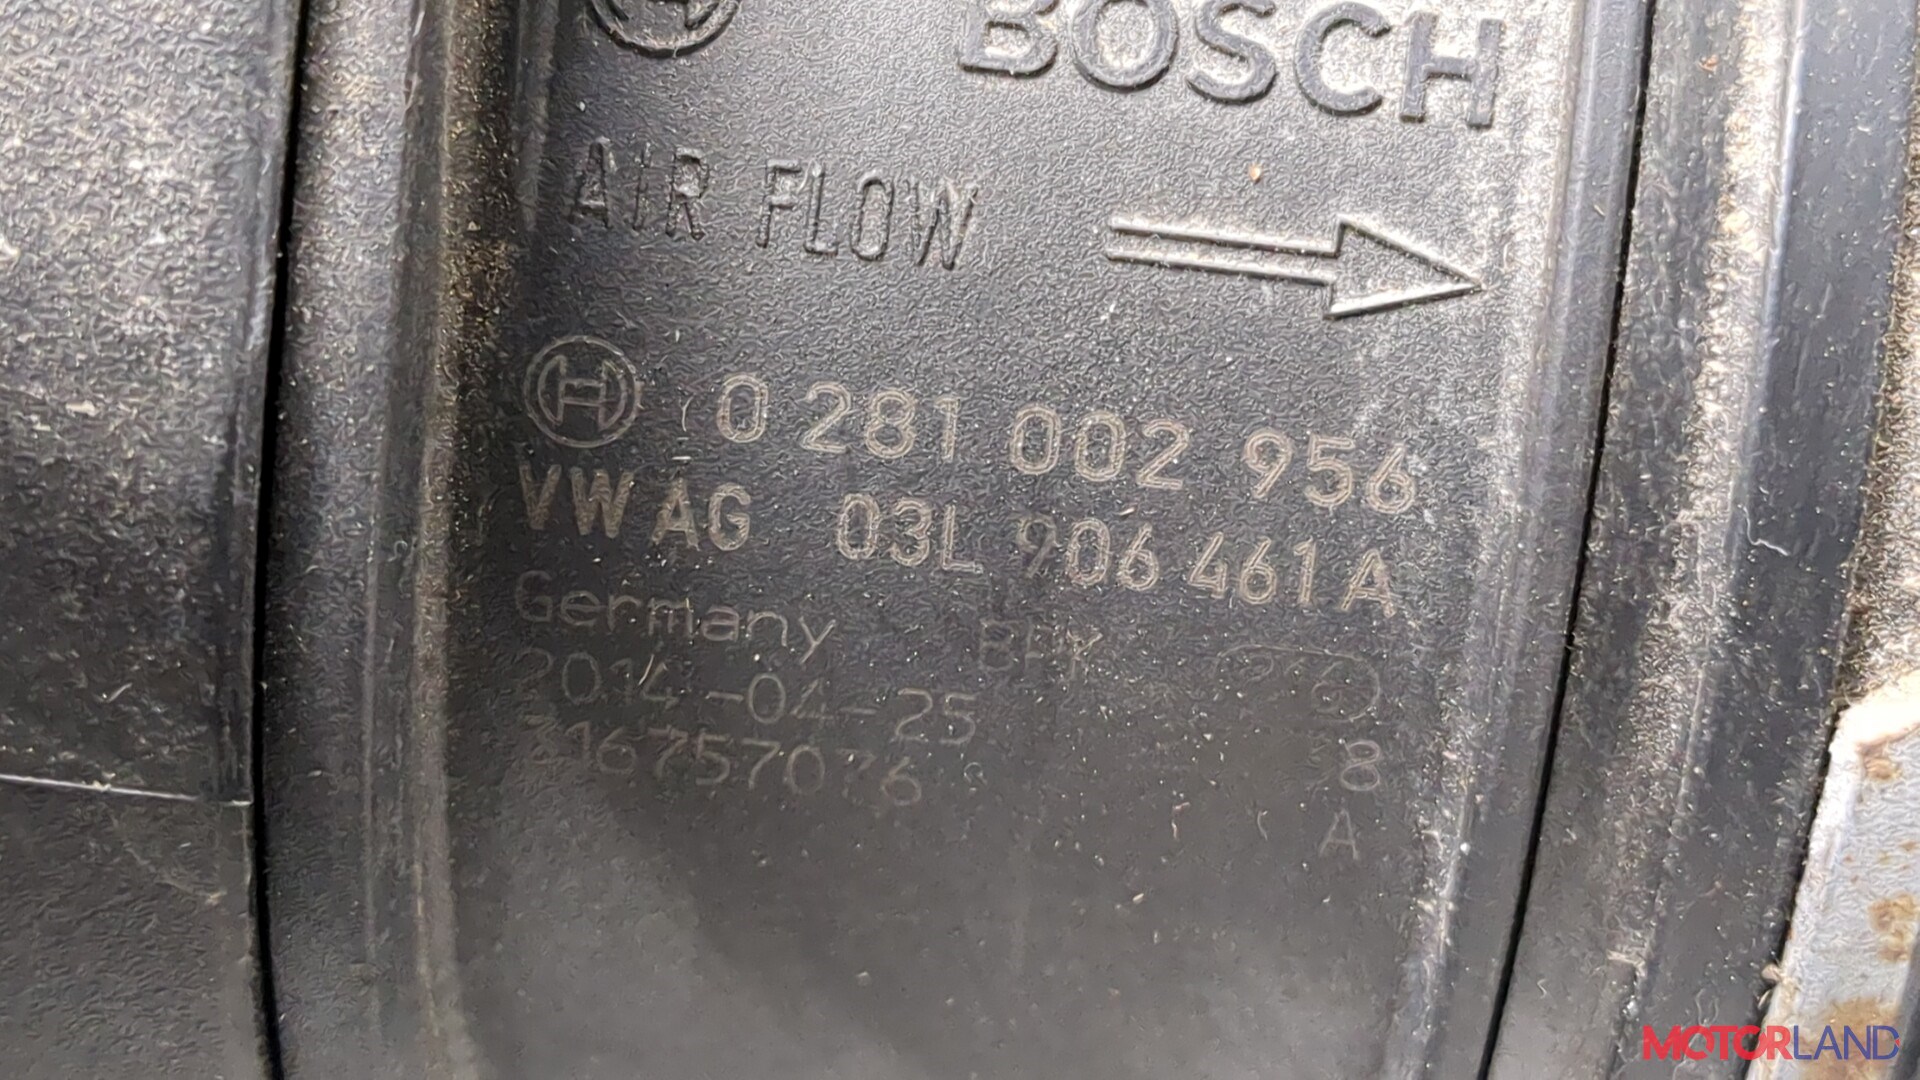 BOSCH
AIR FLOW
0 281 002 956
VW AG 03L 906 461 A
Germany
2014-04-25
8
A
MOTORLAND